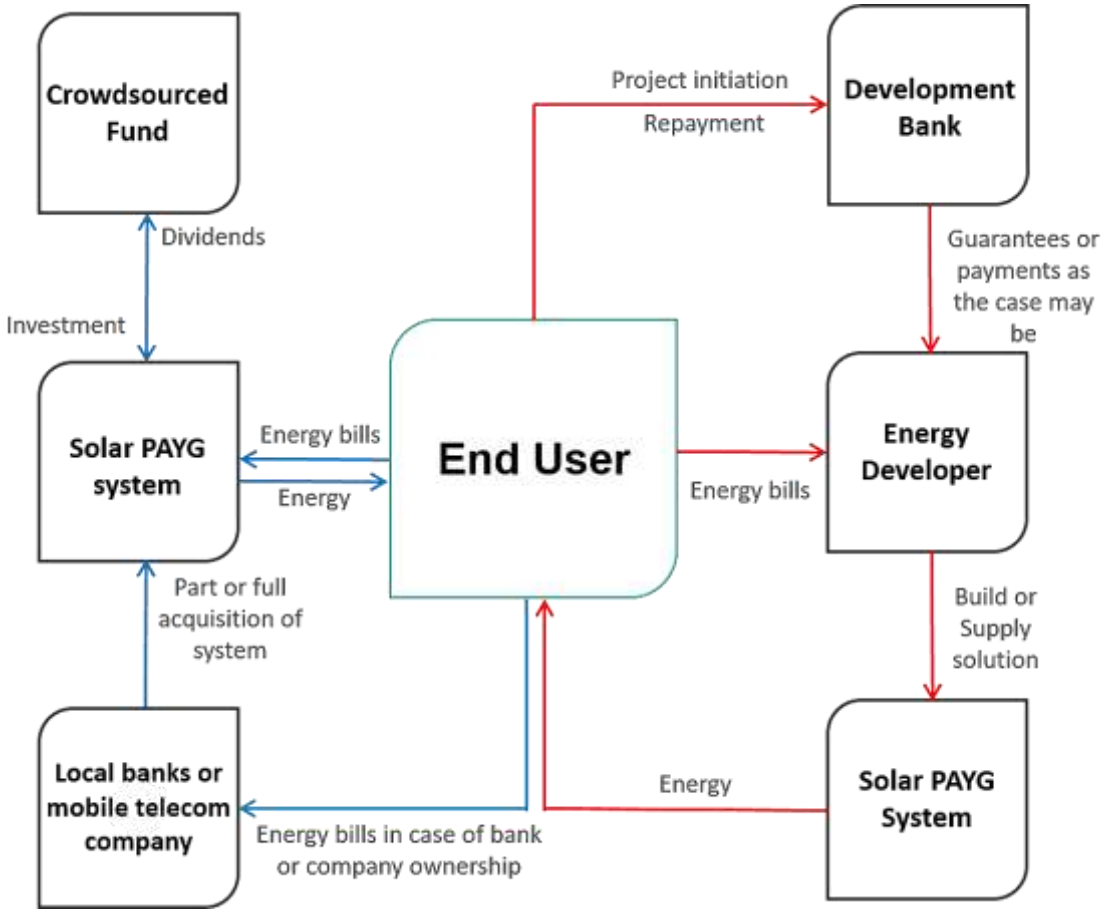 Crowdsourced
Fund
Project initiation
Repayment
Development
Bank
Dividends
Investment
Guarantees or
payments as
the case may
be
Solar PAYG
system
Energy bills
Energy
End User
Energy bills
Energy
Developer
Part or full
acquisition of
system
Build or
Supply
solution
Local banks or
mobile telecom
company
Energy bills in case of bank
or company ownership
Energy
Solar PAYG
System